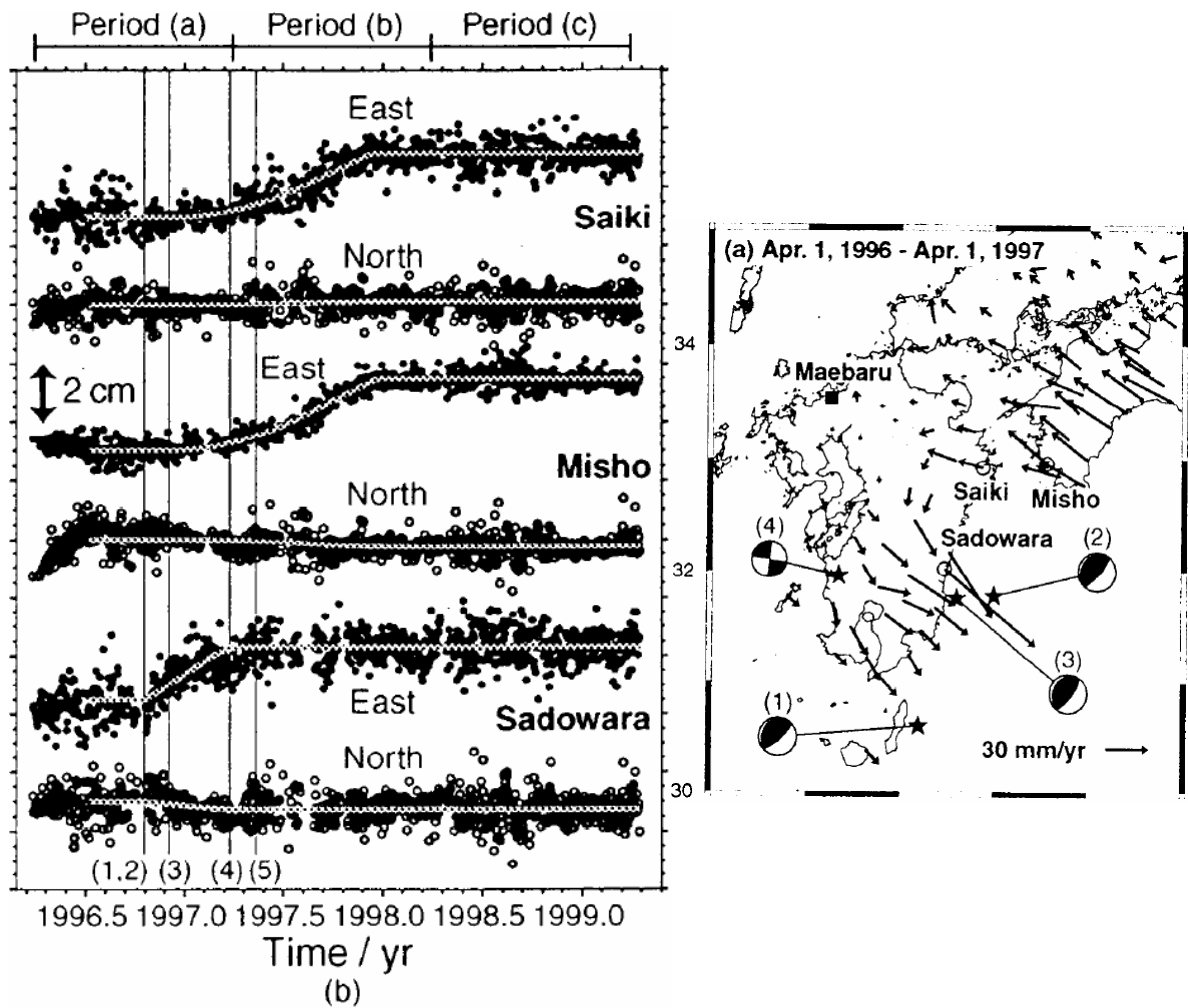 Period (a) Period (b) Period (c)
East
Saiki
North
2 cm
East
Misho
North
East
Sadowara
North
(1,2) (3) (4) (5)
1996.5 1997.0 1997.5 1998.0 1998.5 1999.0
Time / yr
(b)
(a) Apr. 1, 1996 - Apr. 1, 1997
34
Maebaru
Saiki Misho
(4)
Sadowara
(2)
32
(1)
(3)
30 mm/yr
30